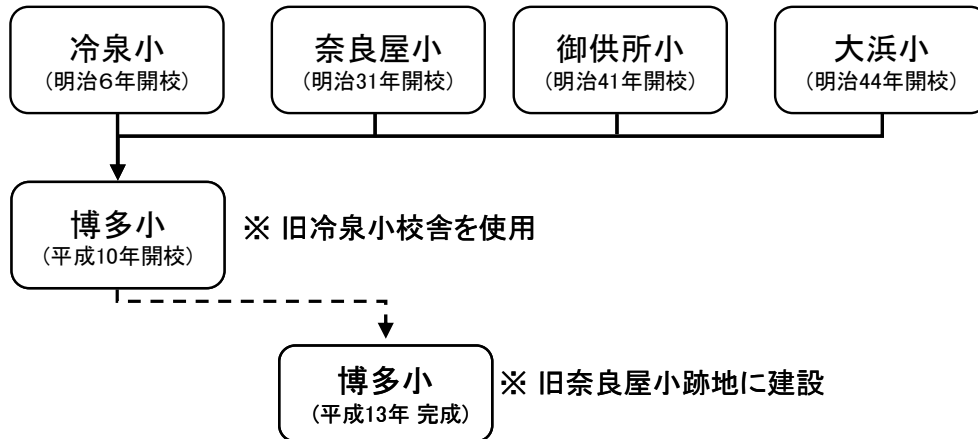 冷泉小
（明治６年開校）
奈良屋小
（明治31年開校）
御供所小
（明治41年開校）
大浜小
（明治44年開校）
博多小
（平成10年開校）
※ 旧冷泉小校舎を使用
博多小
（平成13年 完成）
※ 旧奈良屋小跡地に建設